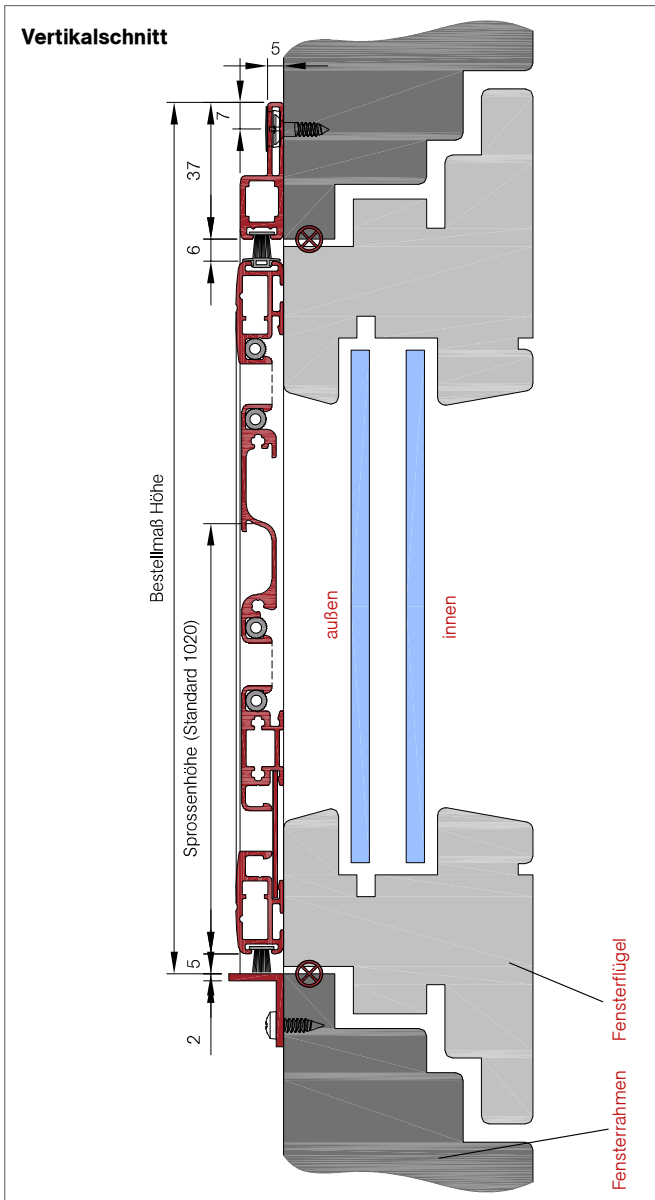 Vertikalschnitt
5
7
37
6
Bestellmaß Höhe
Sprossenhöhe (Standard 1020)
außen
innen
5
2
Fensterflügel
Fensterrahmen